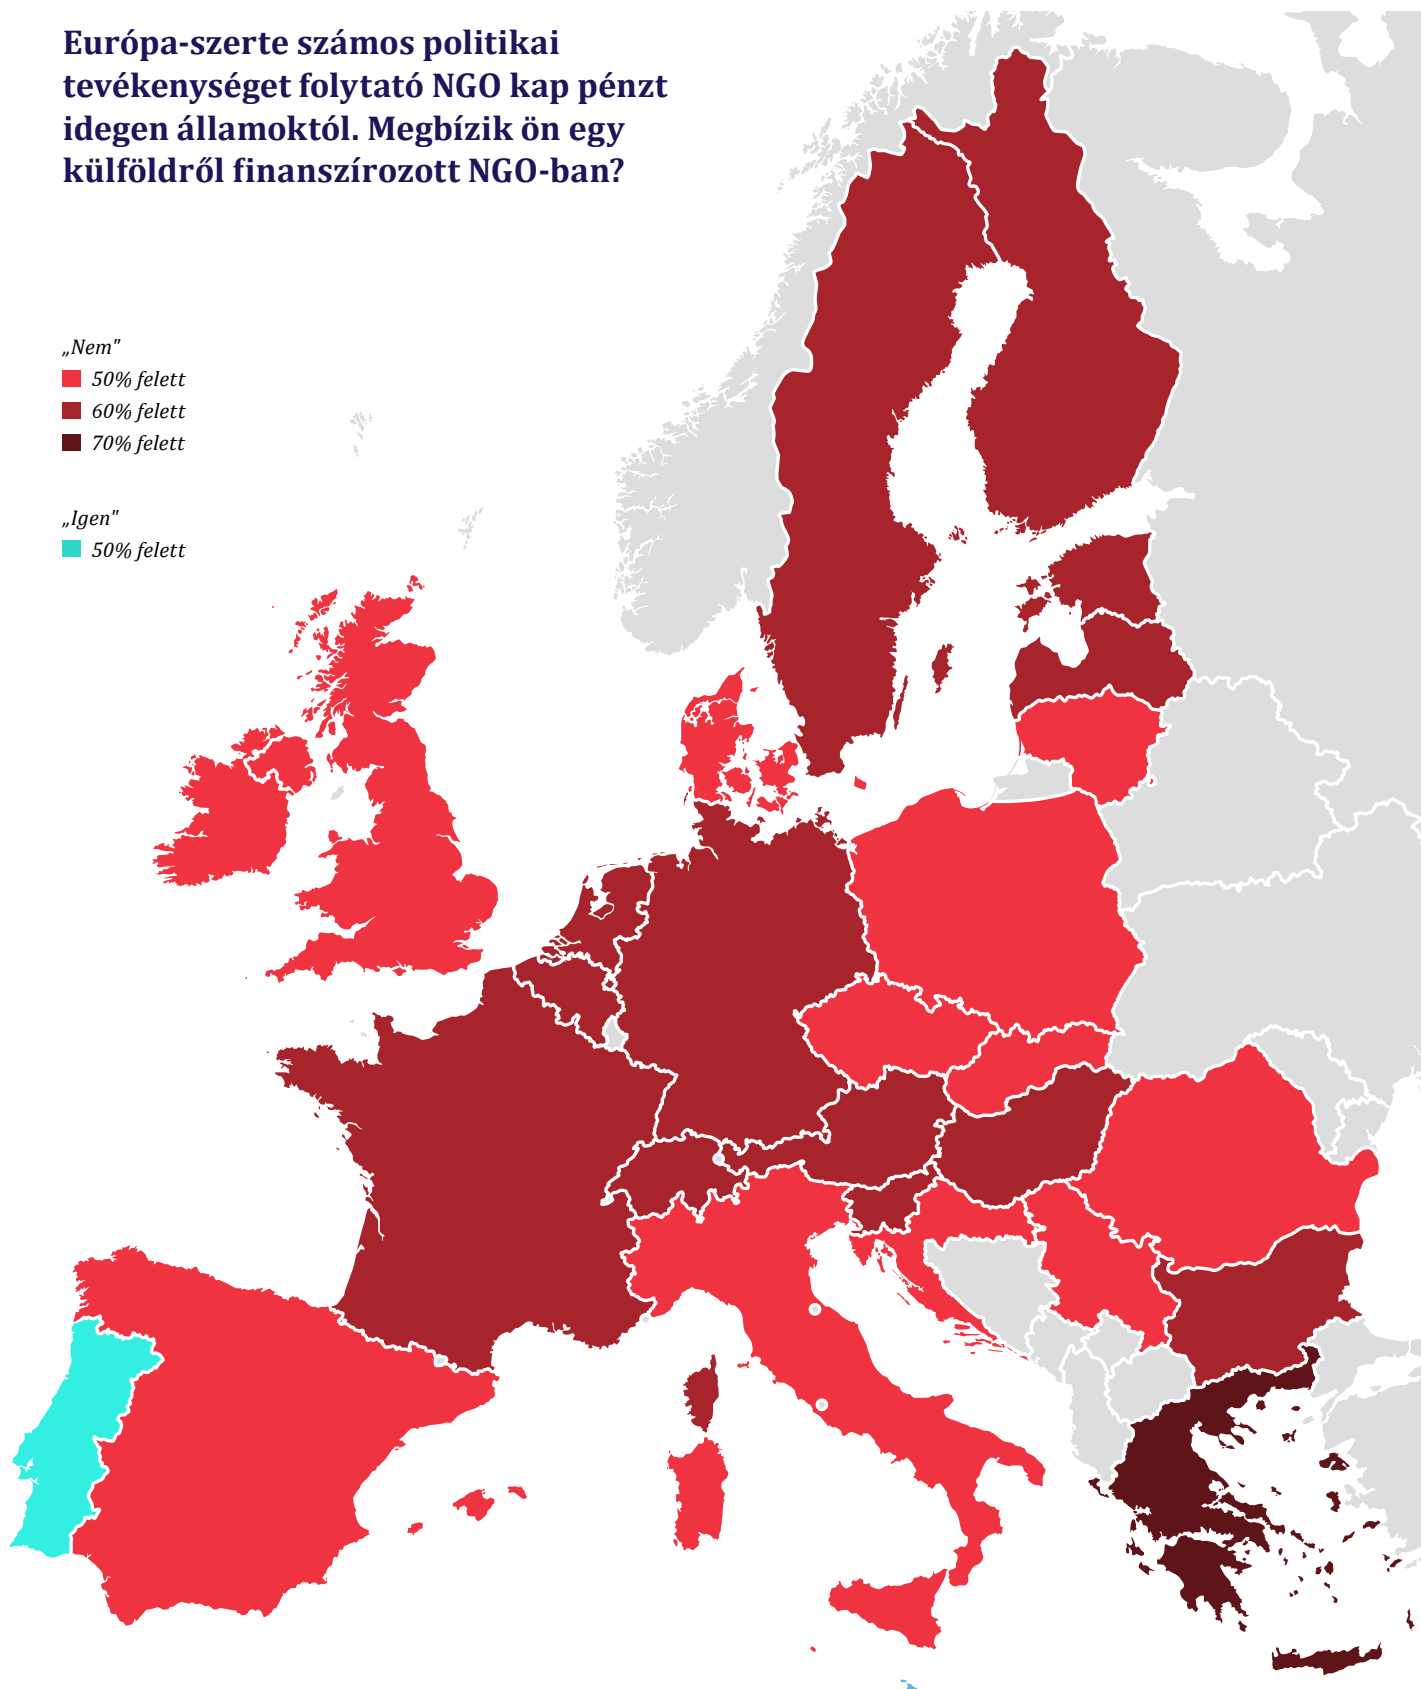 Európa-szerte számos politikai
tevékenységet folytató NGO kap pénzt
idegen államoktól. Megbízik ön egy
külföldről finanszírozott NGO-ban?
„Nem"
50% felett
60% felett
70% felett
„Igen"
50% felett